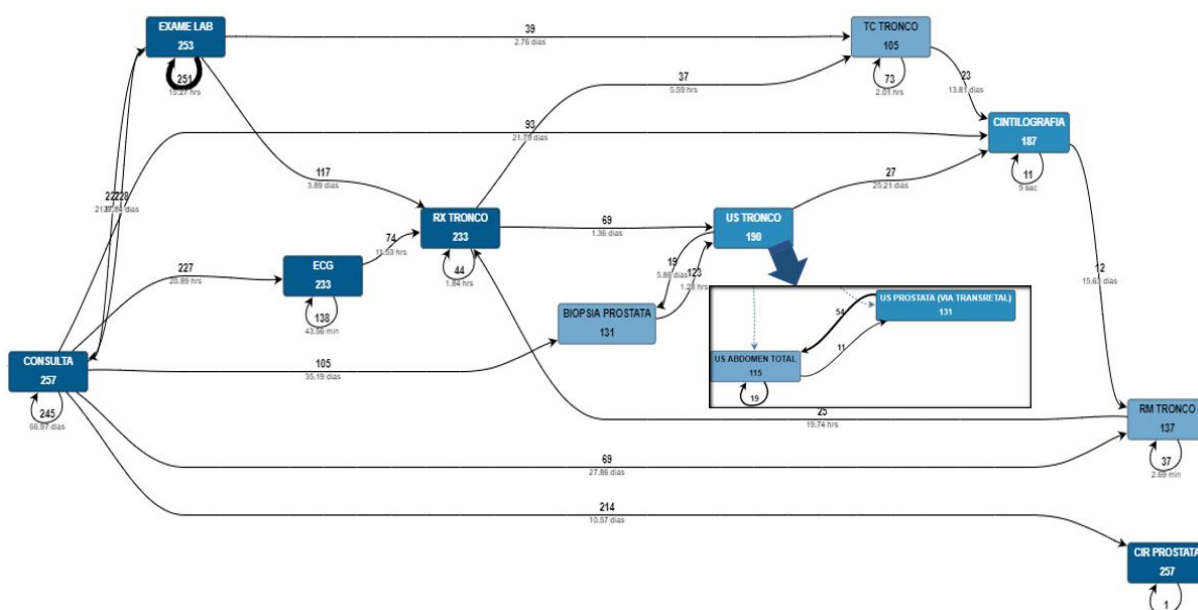 EXAME LAB
253
251
15.27 hrs
39
2.76 dias
TC TRONCO
105
73
2.01 hrs
37
5.59 hrs
23
13.81 dias
93
21.79 dias
CINTILOGRAFIA
187
11
9 sec
117
3.89 dias
27
25.21 dias
228
RX TRONCO
233
44
1.84 hrs
69
1.36 dias
US TRONCO
190
74
11.53 hrs
227
20.89 hrs
ECG
233
138
43.56 min
19
5.86 dias
123
1.28 hrs
12
15.63 dias
BIOPSIA PROSTATA
131
US PROSTATA (VIA TRANSRETAL)
131
54
11
US ABDOMEN TOTAL
115
19
CONSULTA
257
245
66.97 dias
105
35.19 dias
25
19.74 hrs
RM TRONCO
137
37
2.69 min
69
27.86 dias
214
10.57 dias
CIR PROSTATA
257
1